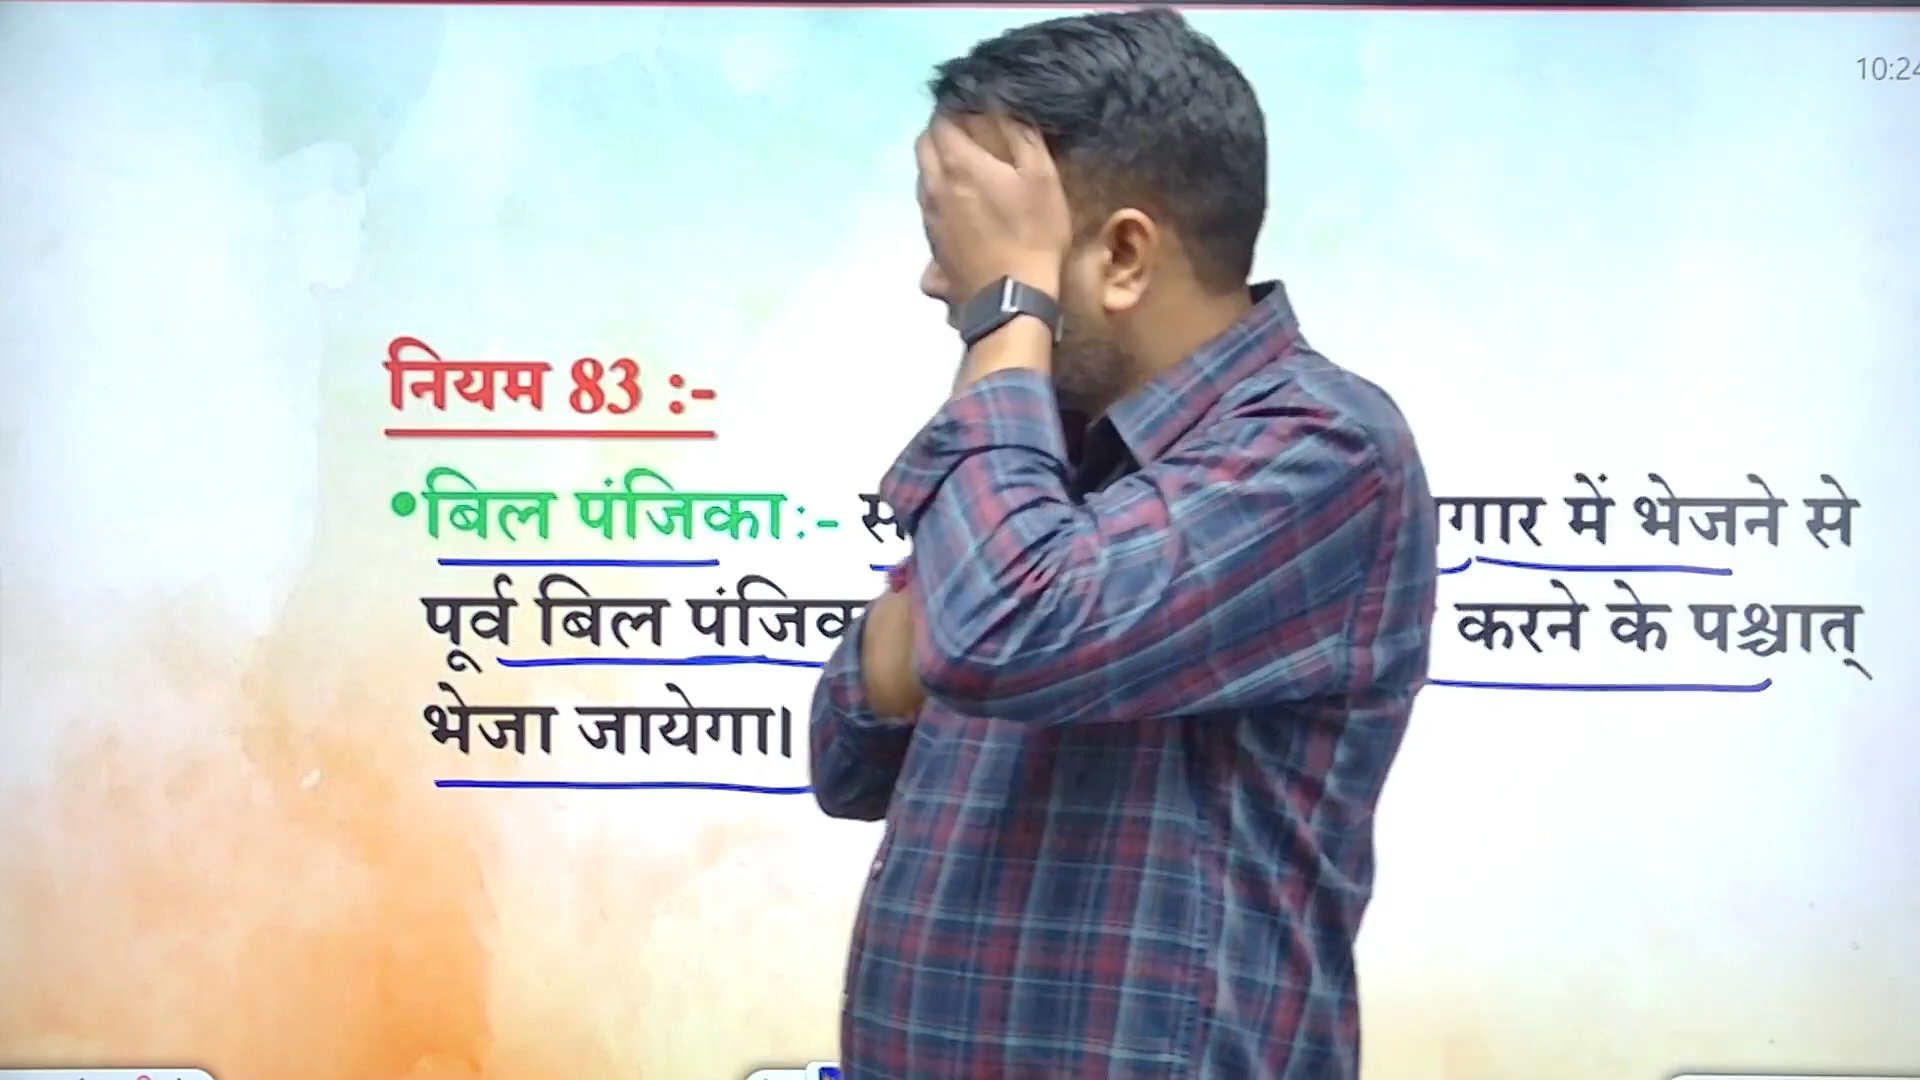 10:24
नियम 83 :-
•बिल पंजिका:- में भेजने से
पूर्व बिल करने के पश्चात्
भेजा जायेगा।